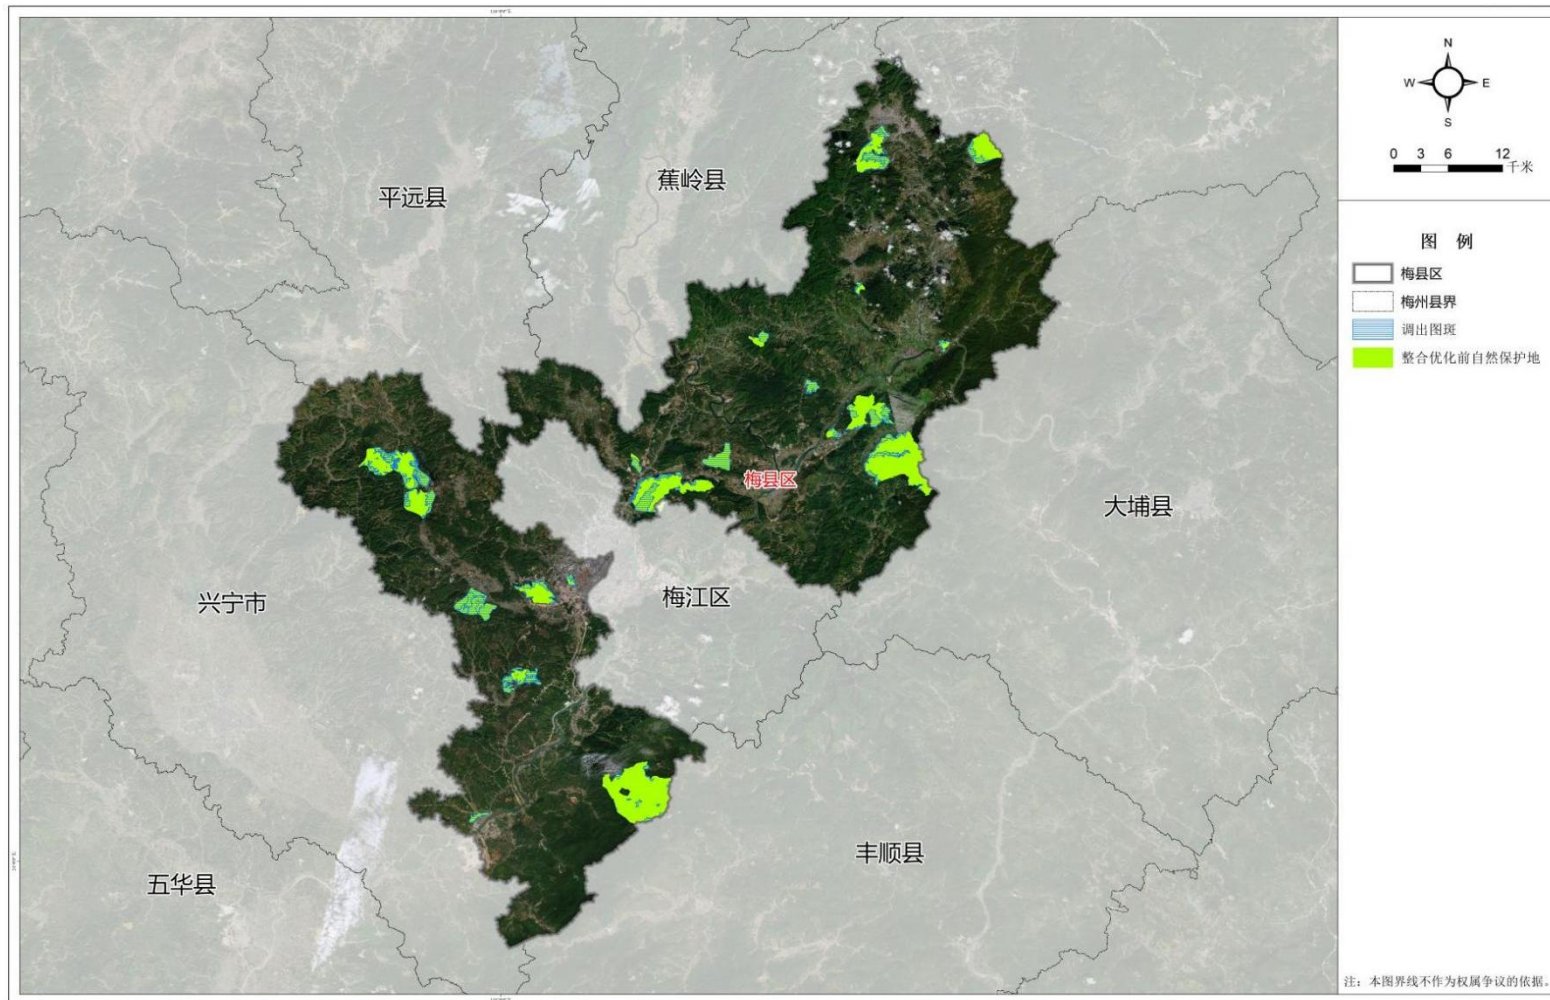 N
W
E
S
0 3 6 12
千米
图 例
梅县区
梅州县界
调出图斑
整合优化前自然保护地
平远县
蕉岭县
梅县区
大埔县
兴宁市
梅江区
丰顺县
五华县
注：本图界线不作为权属争议的依据。